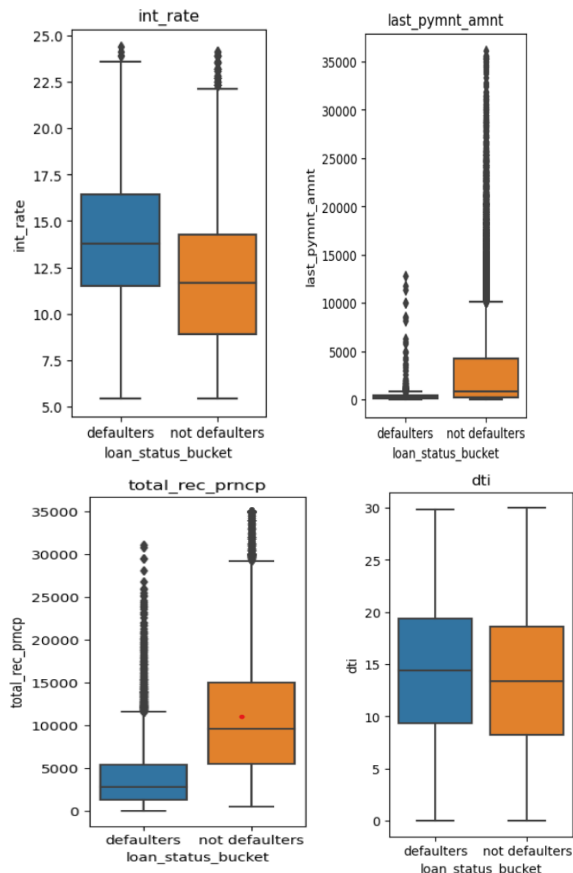 int_rate
25.0
22.5
20.0
17.5
15.0
12.5
10.0
7.5
5.0
int_rate
defaulters not defaulters
loan_status_bucket
last_pymnt_amnt
35000
30000
25000
20000
15000
10000
5000
0
last_pymnt_amnt
defaulters not defaulters
loan_status_bucket
total_rec_prncp
35000
30000
25000
20000
15000
10000
5000
0
total_rec_prncp
defaulters not defaulters
loan_status_bucket
dti
30
25
20
15
10
5
0
dti
defaulters not defaulters
loan_status_bucket